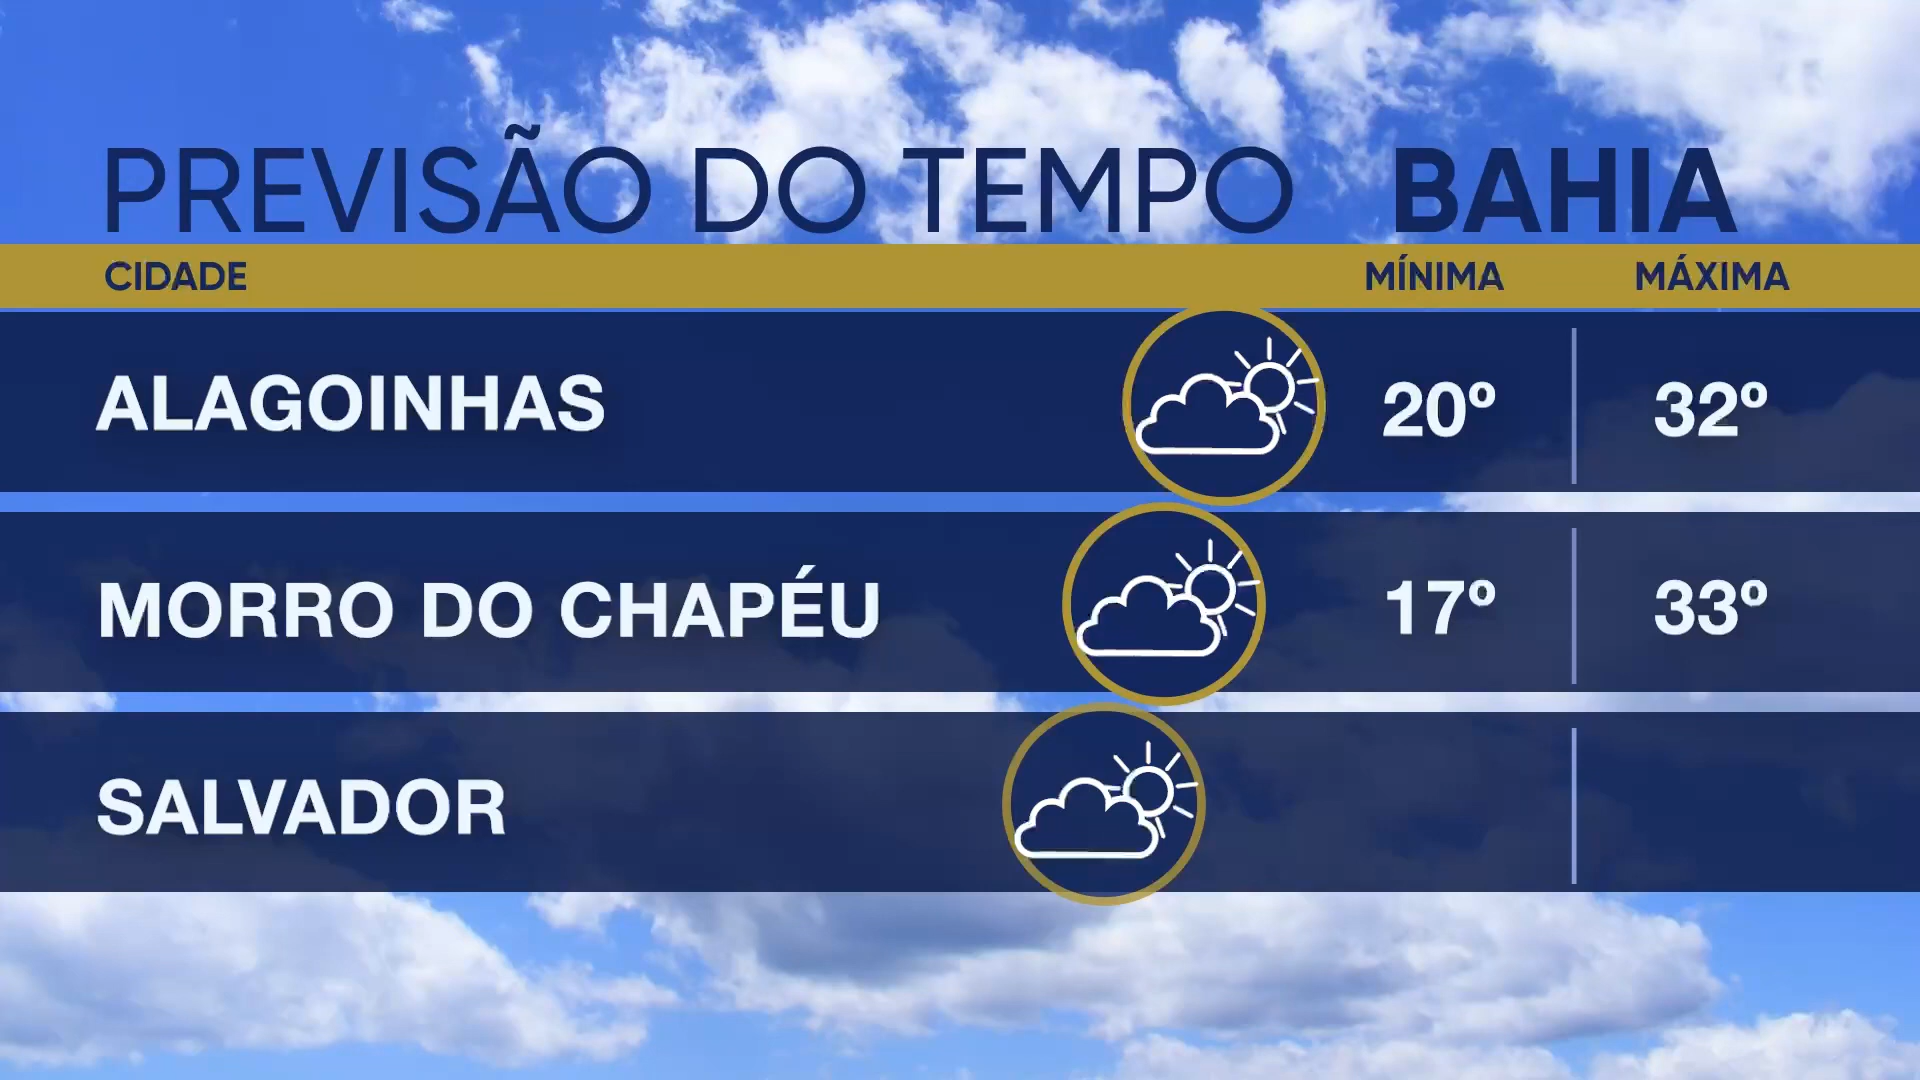 PREVISÃO DO TEMPO BAHIA
CIDADE MÍNIMA MÁXIMA
ALAGOINHAS 20º 32º
MORRO DO CHAPÉU 17º 33º
SALVADOR